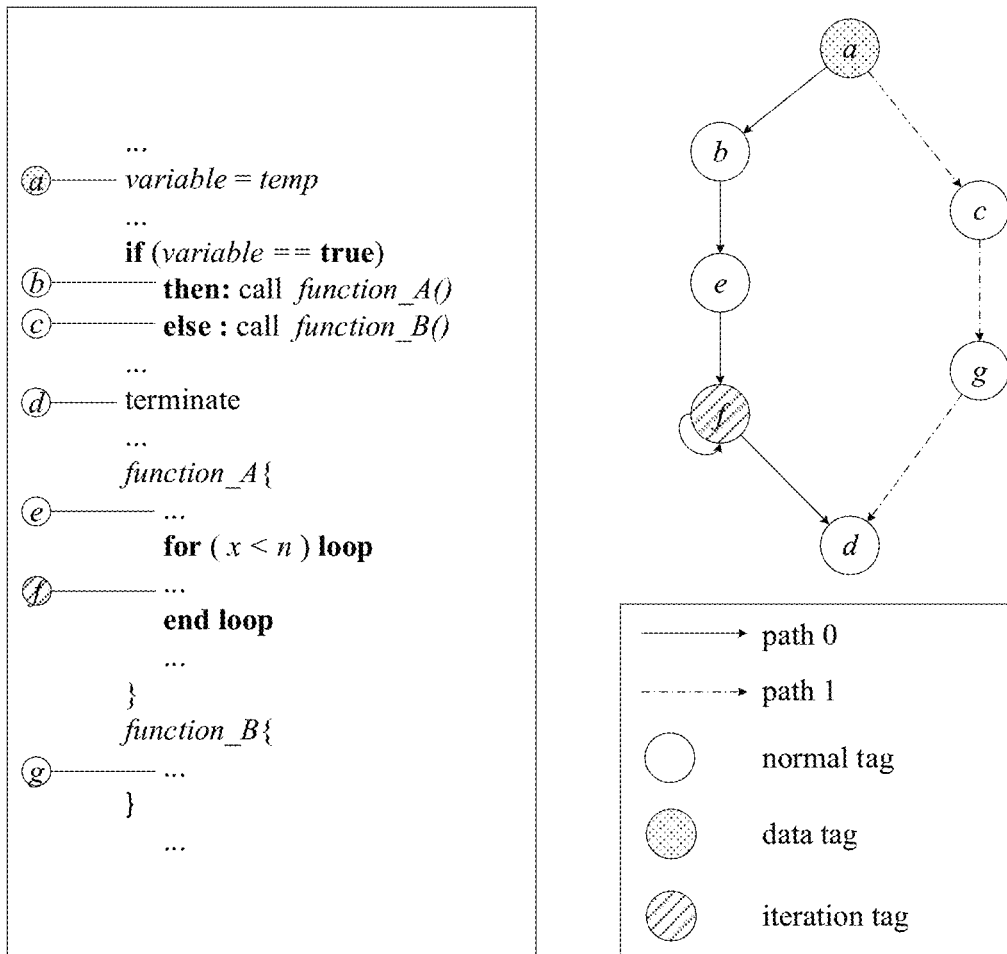 ...
a variable = temp
...
if (variable == true)
b then: call function_A()
c else : call function_B()
...
d terminate
...
function_A{
e ...
for ( x < n ) loop
f ...
end loop
...
}
function_B{
g ...
}
...
a
b
c
e
g
f
d
path 0
path 1
normal tag
data tag
iteration tag